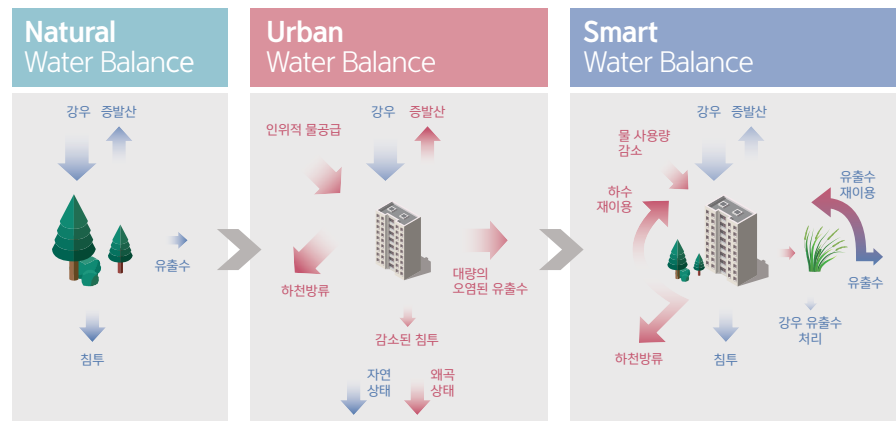 Natural
Water Balance
강우 증발산
유출수
침투
Urban
Water Balance
인위적 물공급
강우 증발산
하천방류
대량의
오염된 유출수
감소된 침투
자연
상태
왜곡
상태
Smart
Water Balance
강우 증발산
물 사용량
감소
하수
재이용
유출수
재이용
유출수
강우 유출수
처리
하천방류
침투